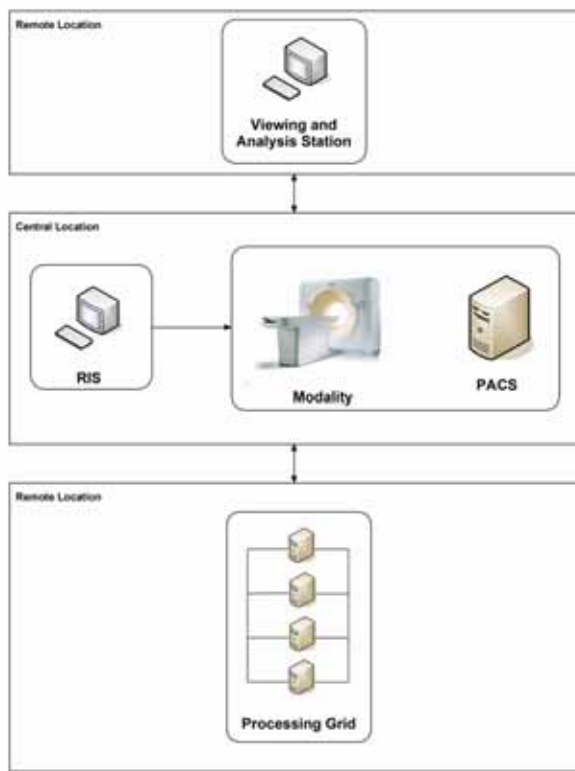 Remote Location
Viewing and
Analysis Station
Central Location
RIS
Modality
PACS
Remote Location
Processing Grid